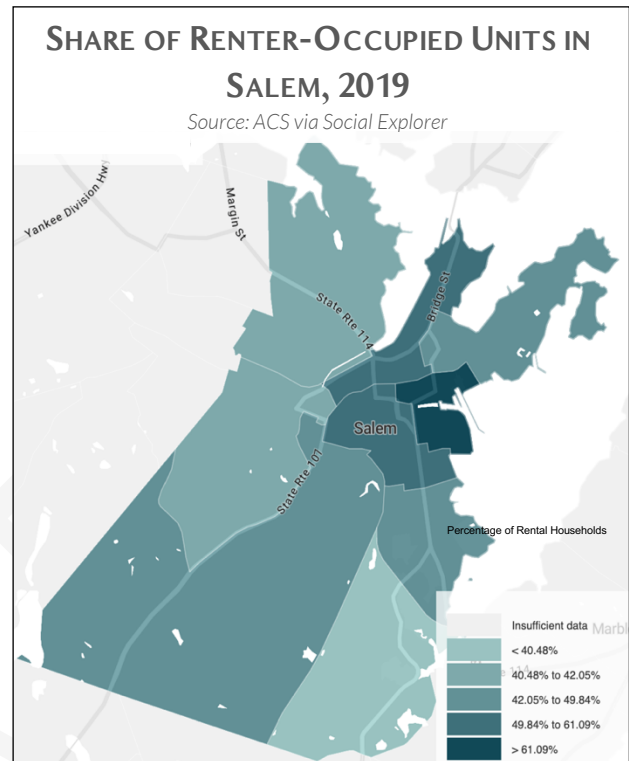 SHARE OF RENTER-OCCUPIED UNITS IN
SALEM, 2019
Source: ACS via Social Explorer
Yankee Division Hwy
Margin St
State Rte 114
Bridge St
Salem
State Rte 107
Percentage of Rental Households
Insufficient data
Marbl
< 40.48%
40.48% to 42.05%
42.05% to 49.84%
49.84% to 61.09%
> 61.09%